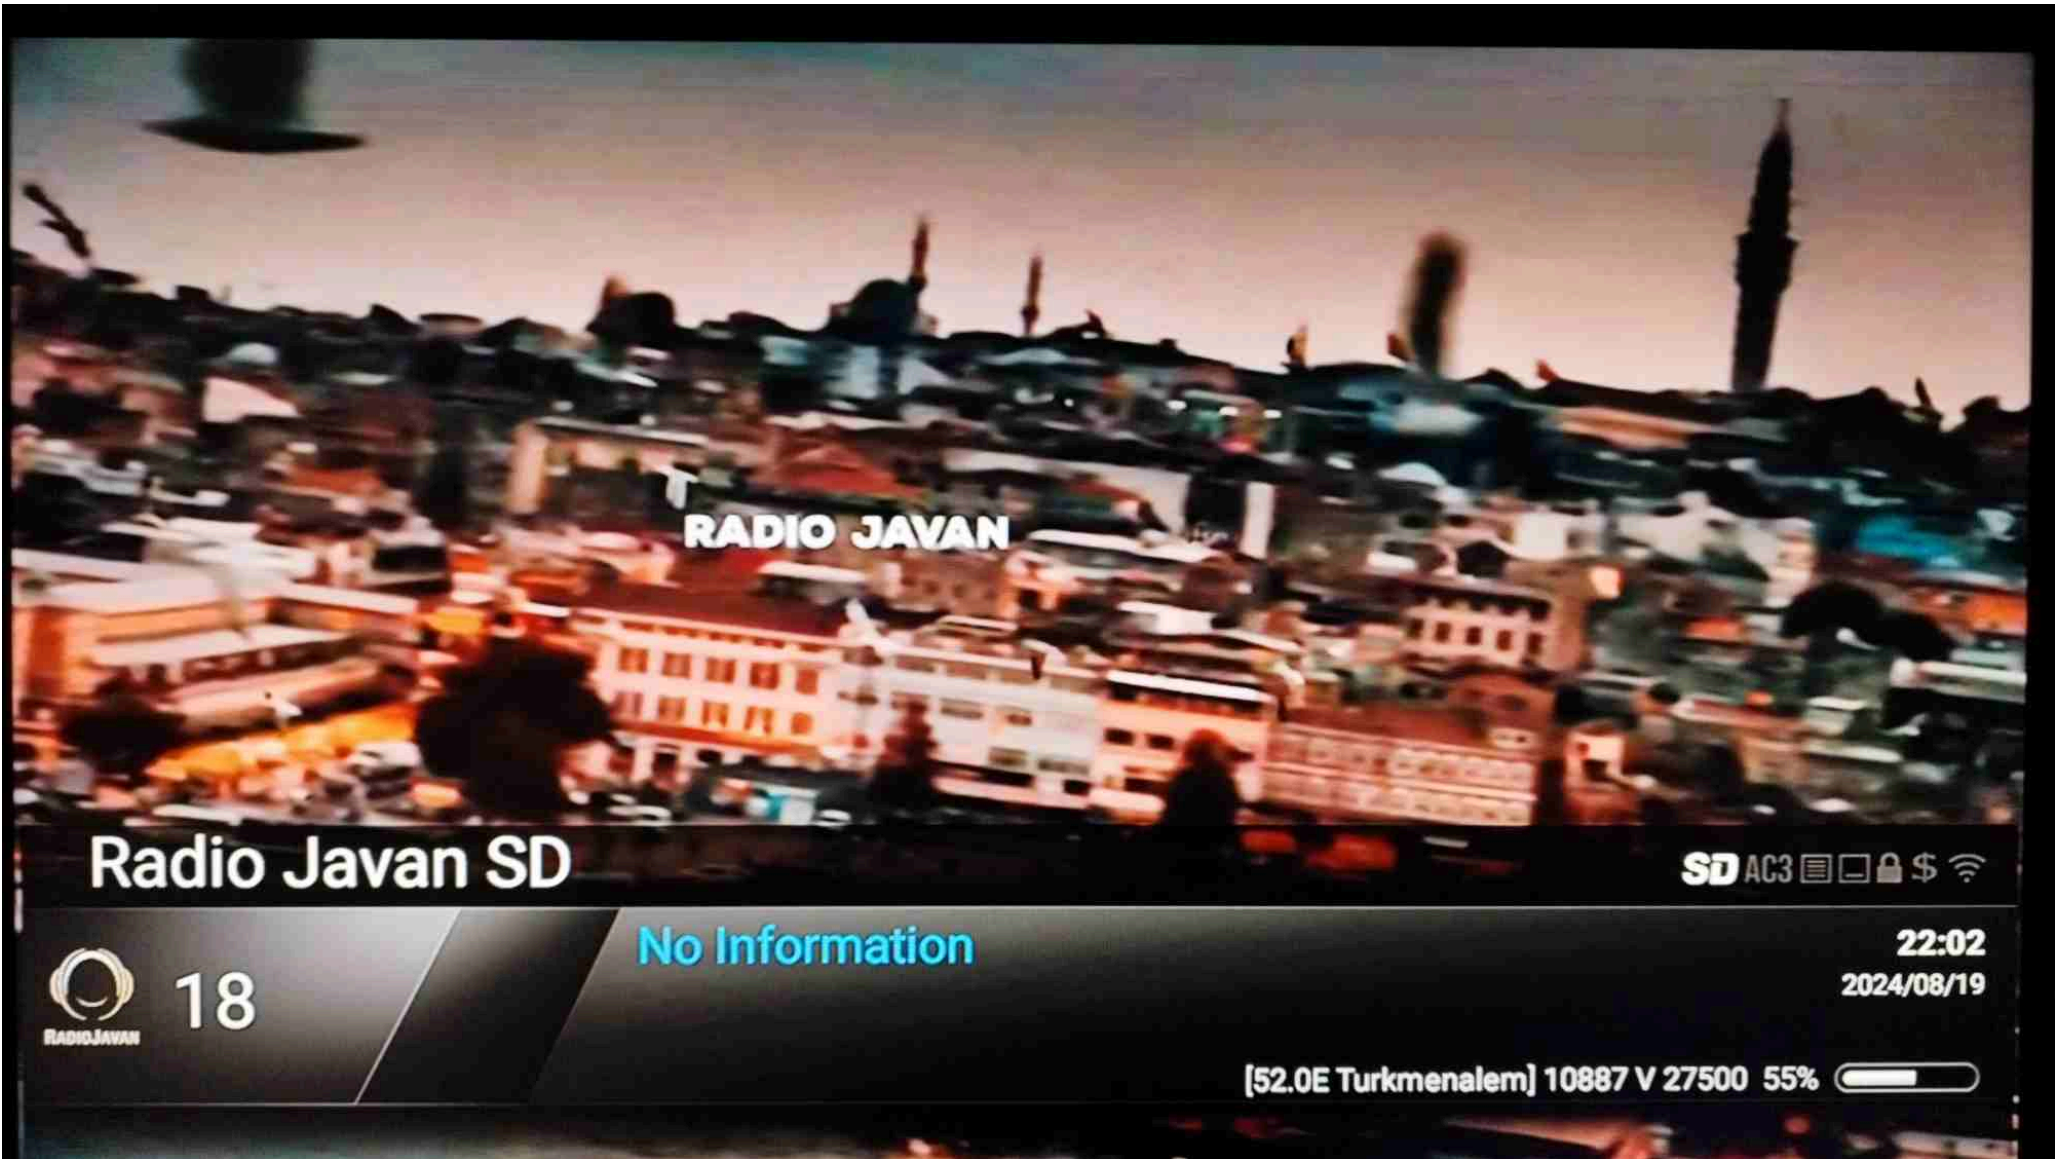 RADIO JAVAN
Radio Javan SD
SD AC3 $
RADIOJAVAN
18
No Information
22:02
2024/08/19
[52.0E Turkmenalem] 10887 V 27500 55%